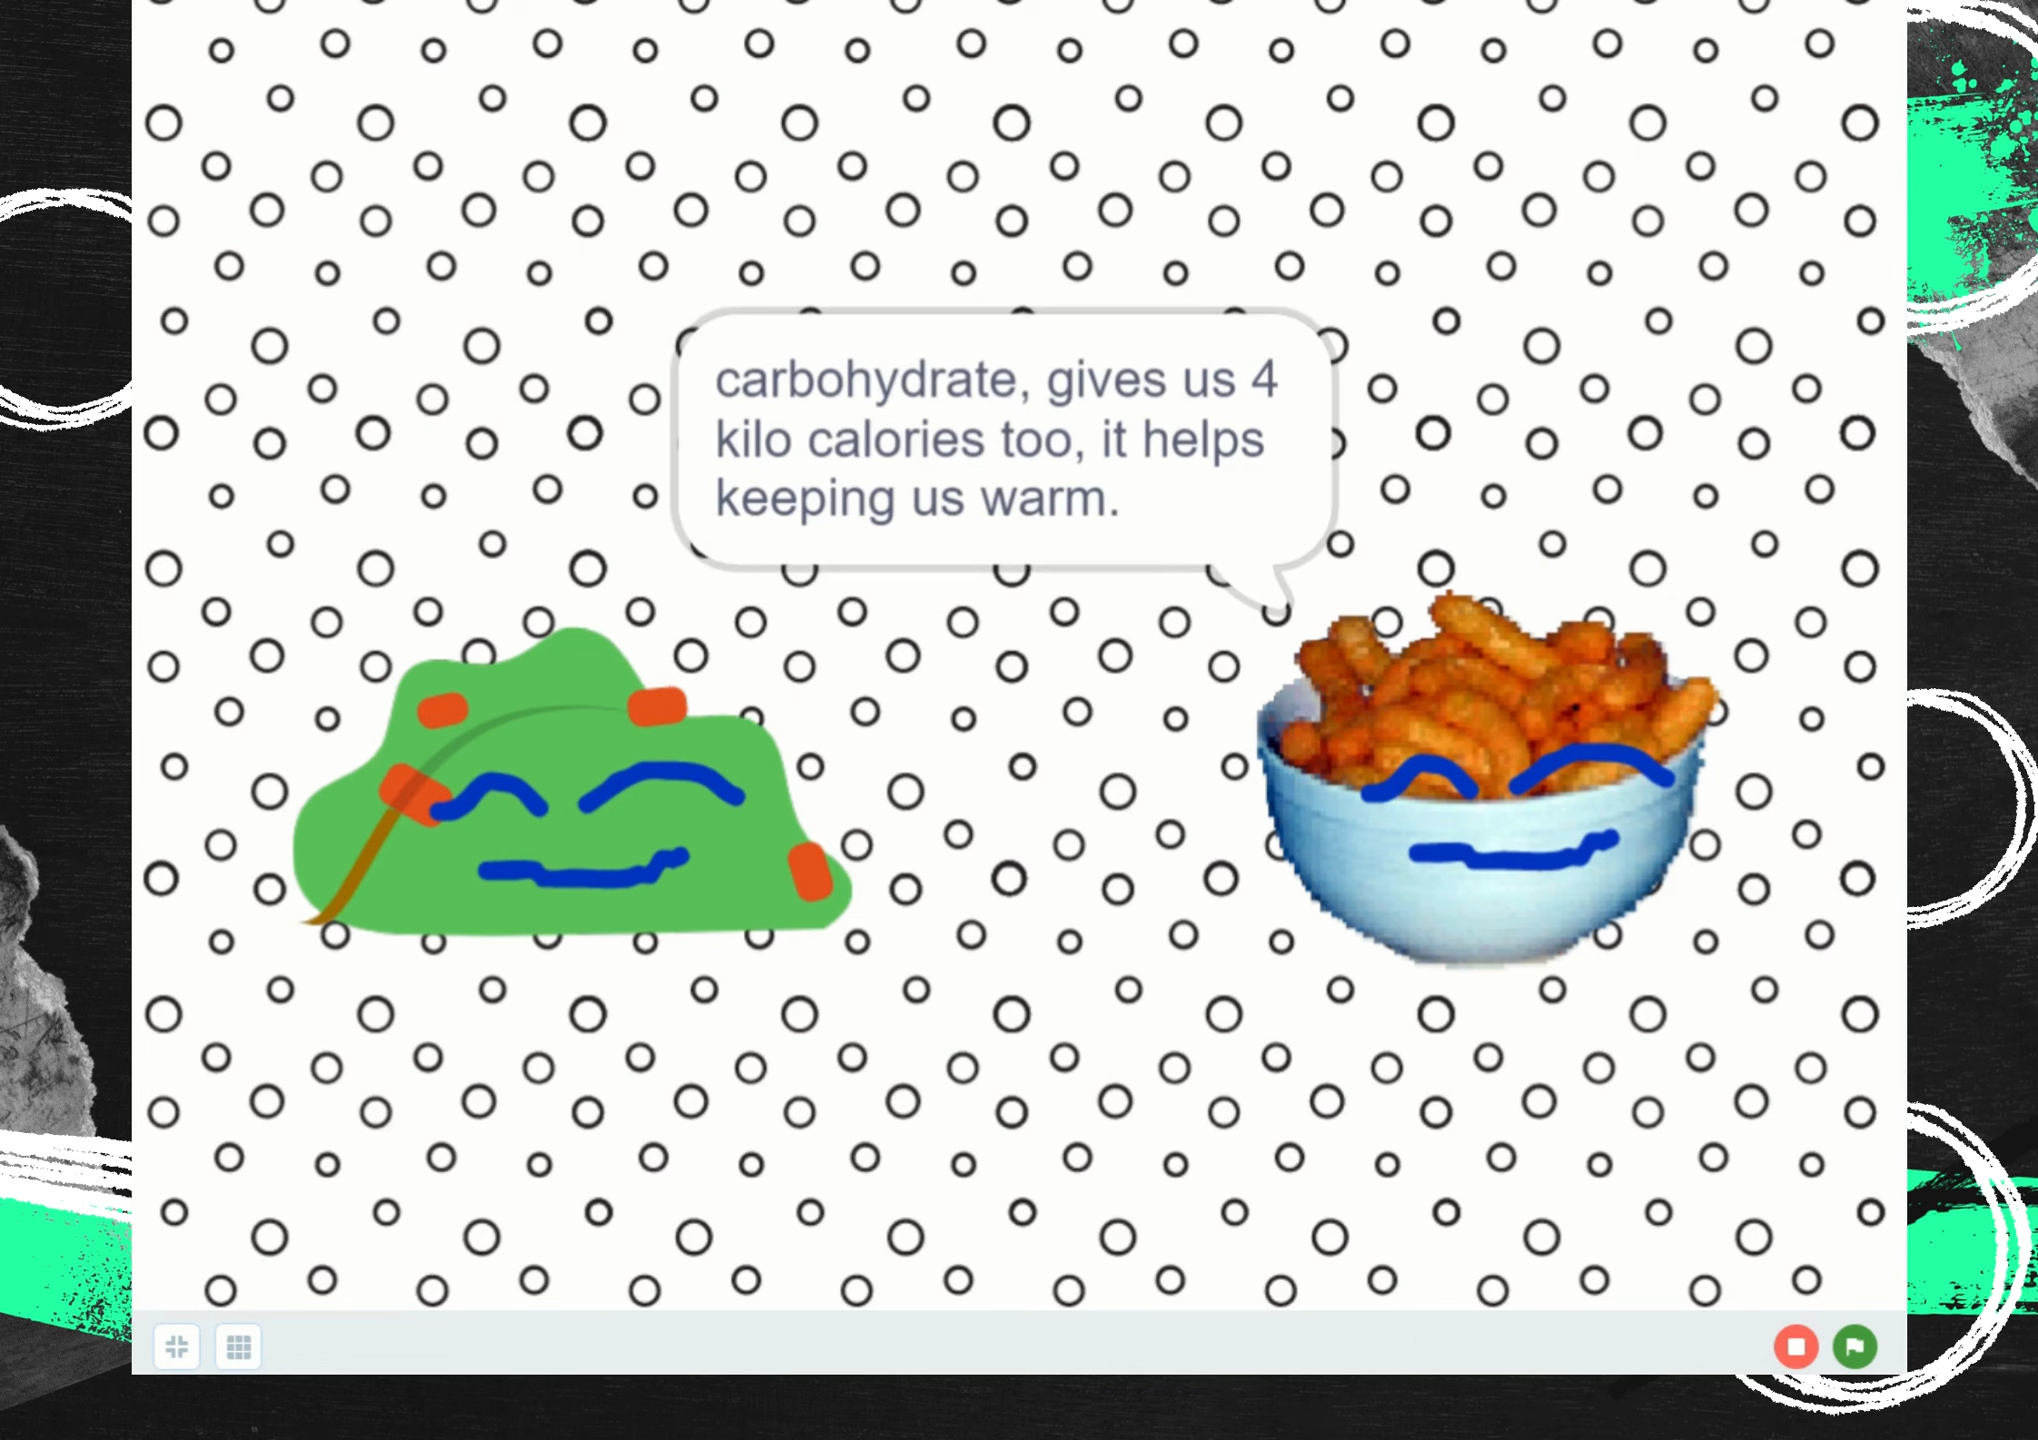 carbohydrate, gives us 4
kilo calories too, it helps
keeping us warm.